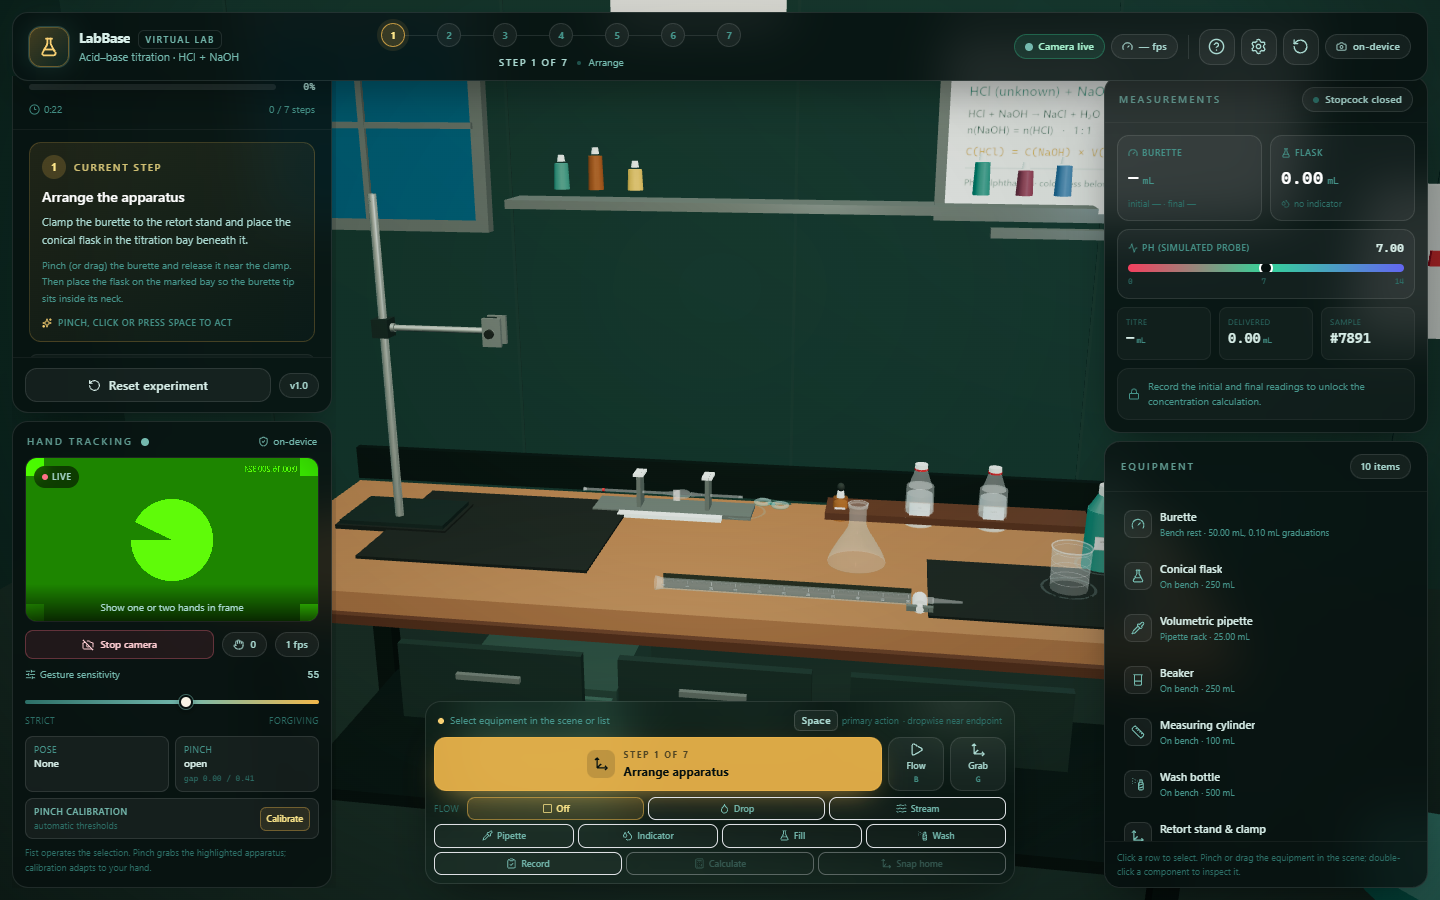 LabBase VIRTUAL LAB
Acid–base titration · HCl + NaOH
1 2 3 4 5 6 7
STEP 1 OF 7 • Arrange
Camera live
— fps
on-device
0%
0:22
0 / 7 steps
1 CURRENT STEP
Arrange the apparatus
Clamp the burette to the retort stand and place the
conical flask in the titration bay beneath it.
Pinch (or drag) the burette and release it near the clamp.
Then place the flask on the marked bay so the burette tip
sits inside its neck.
PINCH, CLICK OR PRESS SPACE TO ACT
Reset experiment
v1.0
HAND TRACKING
on-device
LIVE
Show one or two hands in frame
Stop camera
0
1 fps
Gesture sensitivity
55
STRICT
FORGIVING
POSE
None
PINCH
open
gap 0.00 / 0.41
PINCH CALIBRATION
automatic thresholds
Calibrate
Fist operates the selection. Pinch grabs the highlighted apparatus;
calibration adapts to your hand.
HCl (unknown) + NaO
HCl + NaOH → NaCl + H₂O
n(NaOH) = n(HCl) · 1 : 1
C(HCl) = C(NaOH) × V(
Select equipment in the scene or list
Space primary action · dropwise near endpoint
STEP 1 OF 7
Arrange apparatus
Flow
B
Grab
G
FLOW
Off
Drop
Stream
Pipette
Indicator
Fill
Wash
Record
Calculate
Snap home
MEASUREMENTS
Stopcock closed
BURETTE
— mL
initial — · final —
FLASK
0.00 mL
no indicator
PH (SIMULATED PROBE)
7.00
0 7 14
TITRE
— mL
DELIVERED
0.00 mL
SAMPLE
#7891
Record the initial and final readings to unlock the
concentration calculation.
EQUIPMENT
10 items
Burette
Bench rest · 50.00 mL, 0.10 mL graduations
Conical flask
On bench · 250 mL
Volumetric pipette
Pipette rack · 25.00 mL
Beaker
On bench · 250 mL
Measuring cylinder
On bench · 100 mL
Wash bottle
On bench · 500 mL
Retort stand & clamp
Click a row to select. Pinch or drag the equipment in the scene; double-
click a component to inspect it.